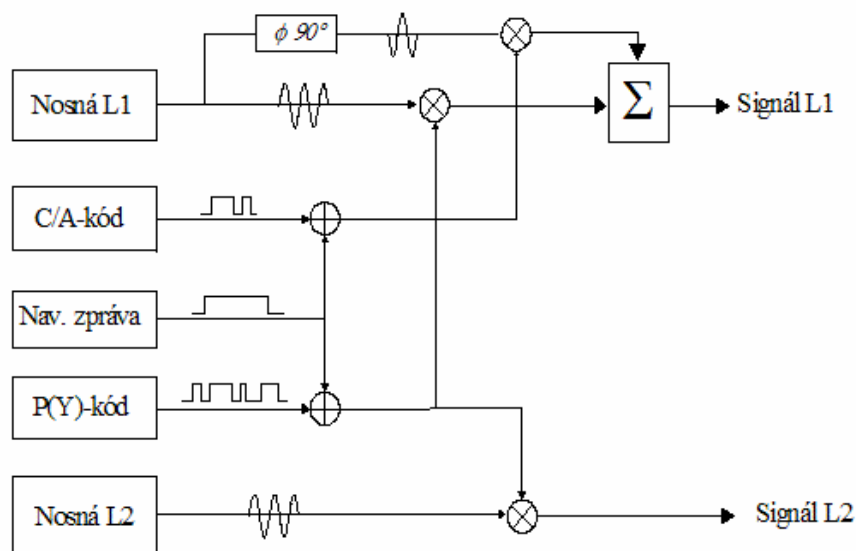 ϕ 90°
Nosná L1
Σ
Signál L1
C/A-kód
Nav. zpráva
P(Y)-kód
Nosná L2
Signál L2